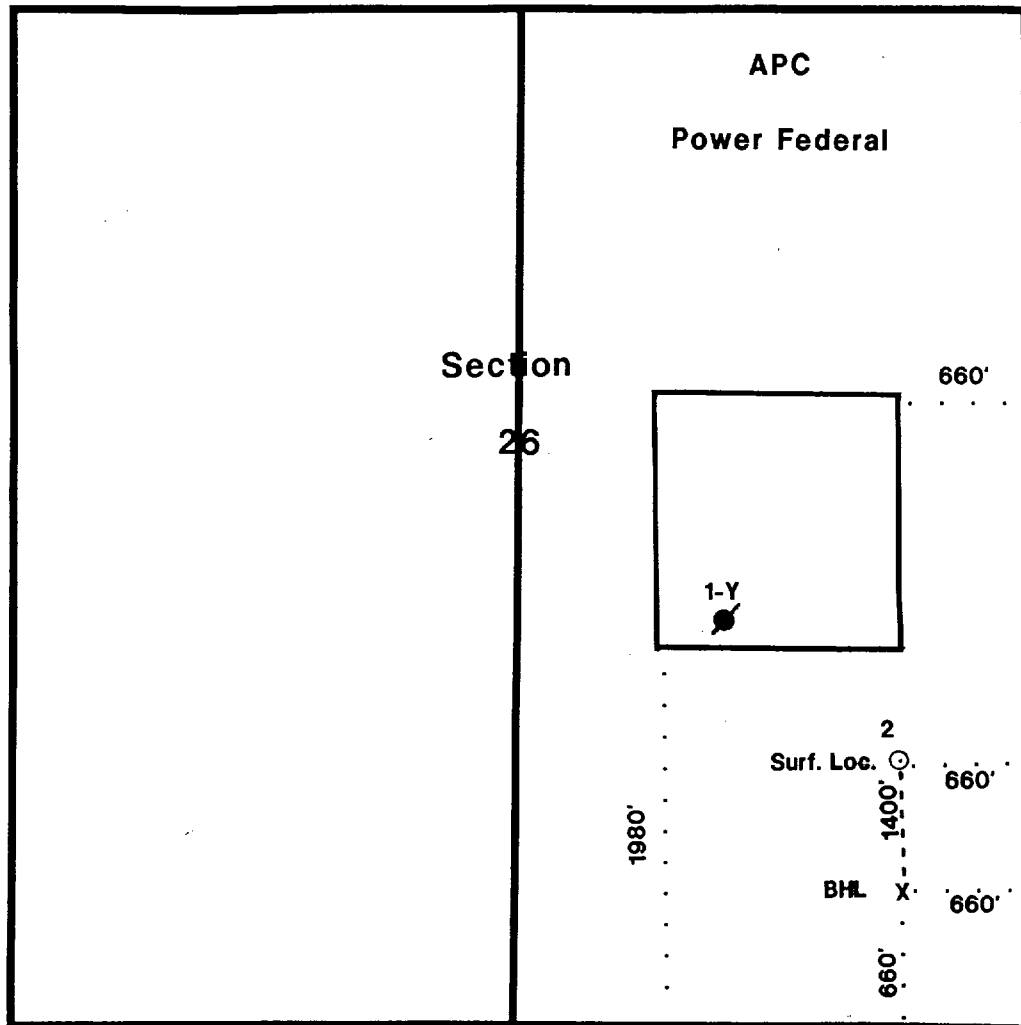 APC
Power Federal
Section
26
660'
1-Y
2
Surf. Loc.
660'
1400'
1980'
BHL
X
660'
660'